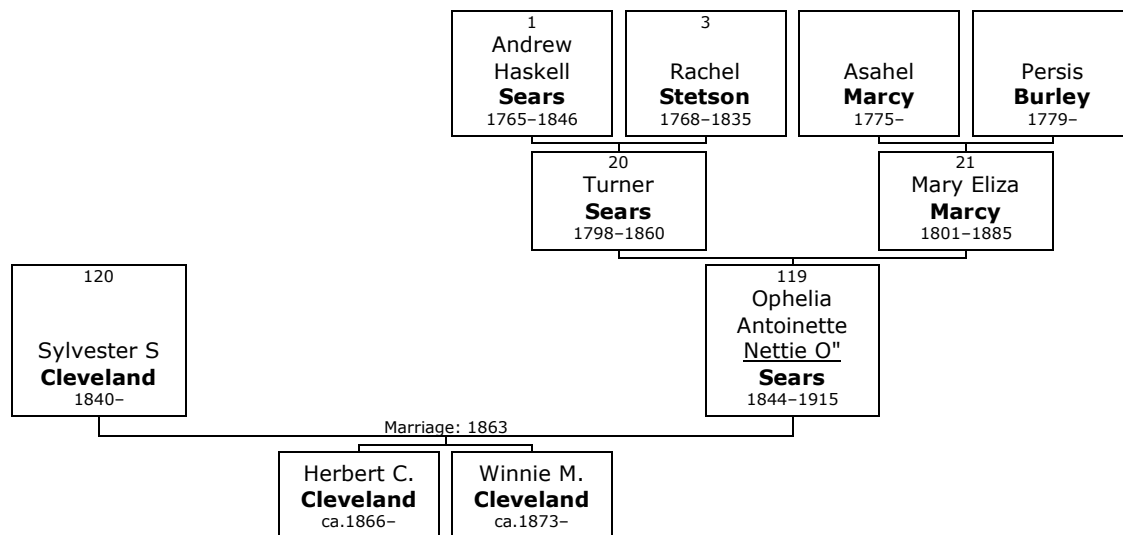 1
Andrew
Haskell
Sears
1765–1846
3
Rachel
Stetson
1768–1835
Asahel
Marcy
1775–
Persis
Burley
1779–
20
Turner
Sears
1798–1860
21
Mary Eliza
Marcy
1801–1885
120
Sylvester S
Cleveland
1840–
119
Ophelia
Antoinette
Nettie O"
Sears
1844–1915
Marriage: 1863
Herbert C.
Cleveland
ca.1866–
Winnie M.
Cleveland
ca.1873–